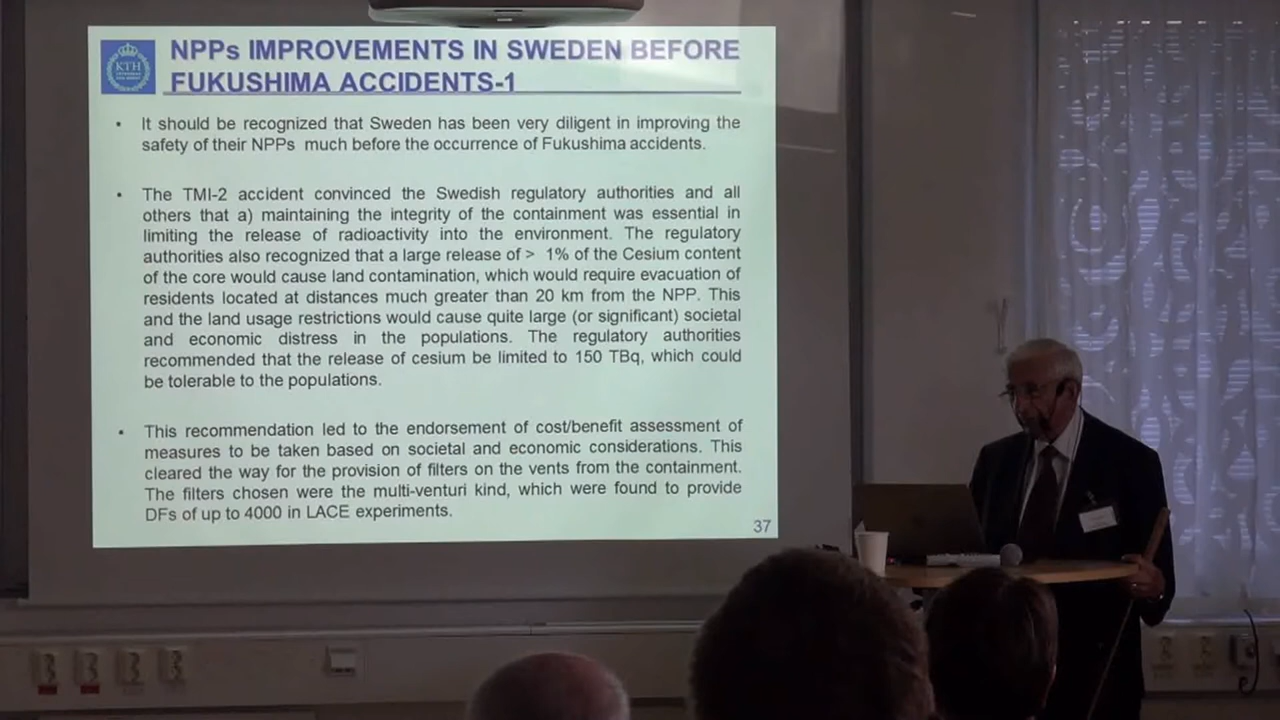 KTH
NPPs IMPROVEMENTS IN SWEDEN BEFORE
FUKUSHIMA ACCIDENTS-1
• It should be recognized that Sweden has been very diligent in improving the
safety of their NPPs much before the occurrence of Fukushima accidents.
• The TMI-2 accident convinced the Swedish regulatory authorities and all
others that a) maintaining the integrity of the containment was essential in
limiting the release of radioactivity into the environment. The regulatory
authorities also recognized that a large release of > 1% of the Cesium content
of the core would cause land contamination, which would require evacuation of
residents located at distances much greater than 20 km from the NPP. This
and the land usage restrictions would cause quite large (or significant) societal
and economic distress in the populations. The regulatory authorities
recommended that the release of cesium be limited to 150 TBq, which could
be tolerable to the populations.
• This recommendation led to the endorsement of cost/benefit assessment of
measures to be taken based on societal and economic considerations. This
cleared the way for the provision of filters on the vents from the containment.
The filters chosen were the multi-venturi kind, which were found to provide
DFs of up to 4000 in LACE experiments.
37